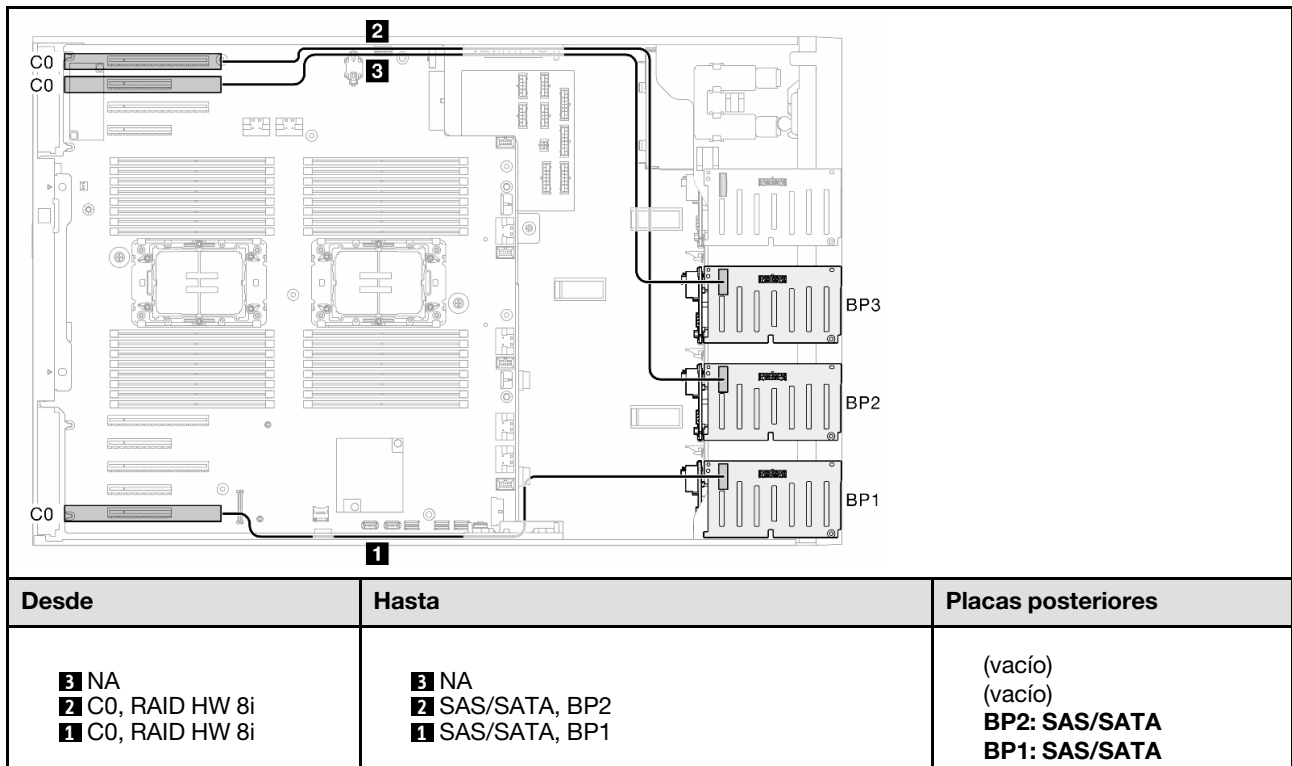 2
C0
3
C0
BP3
BP2
BP1
C0
1
Desde
Hasta
Placas posteriores
3 NA
2 C0, RAID HW 8i
1 C0, RAID HW 8i
3 NA
2 SAS/SATA, BP2
1 SAS/SATA, BP1
(vacío)
(vacío)
BP2: SAS/SATA
BP1: SAS/SATA